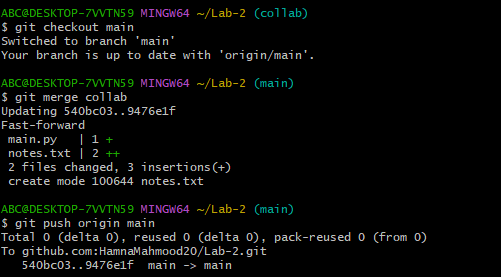 ABC@DESKTOP-7VVTN59 MINGW64 ~/Lab-2 (collab)
$ git checkout main
Switched to branch 'main'
Your branch is up to date with 'origin/main'.
ABC@DESKTOP-7VVTN59 MINGW64 ~/Lab-2 (main)
$ git merge collab
Updating 540bc03..9476e1f
Fast-forward
 main.py   | 1 +
 notes.txt | 2 ++
 2 files changed, 3 insertions(+)
 create mode 100644 notes.txt
ABC@DESKTOP-7VVTN59 MINGW64 ~/Lab-2 (main)
$ git push origin main
Total 0 (delta 0), reused 0 (delta 0), pack-reused 0 (from 0)
To github.com:HamnaMahmood20/Lab-2.git
   540bc03..9476e1f  main -> main